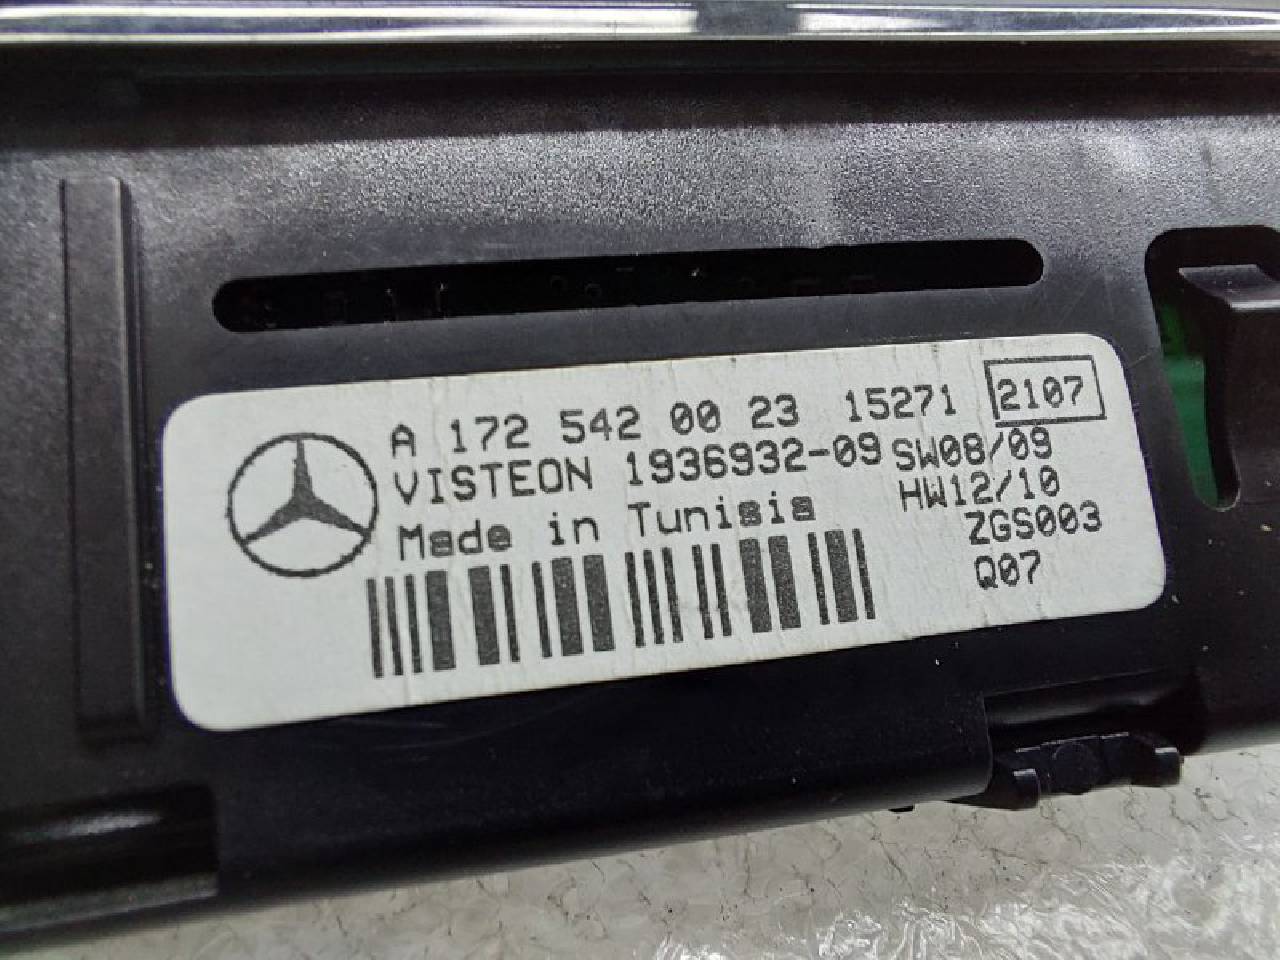 A 172 542 00 23 15271 2107
VISTEON 1936932-09 SW08/09
HW12/10
Made in Tunisia ZGS003
Q07